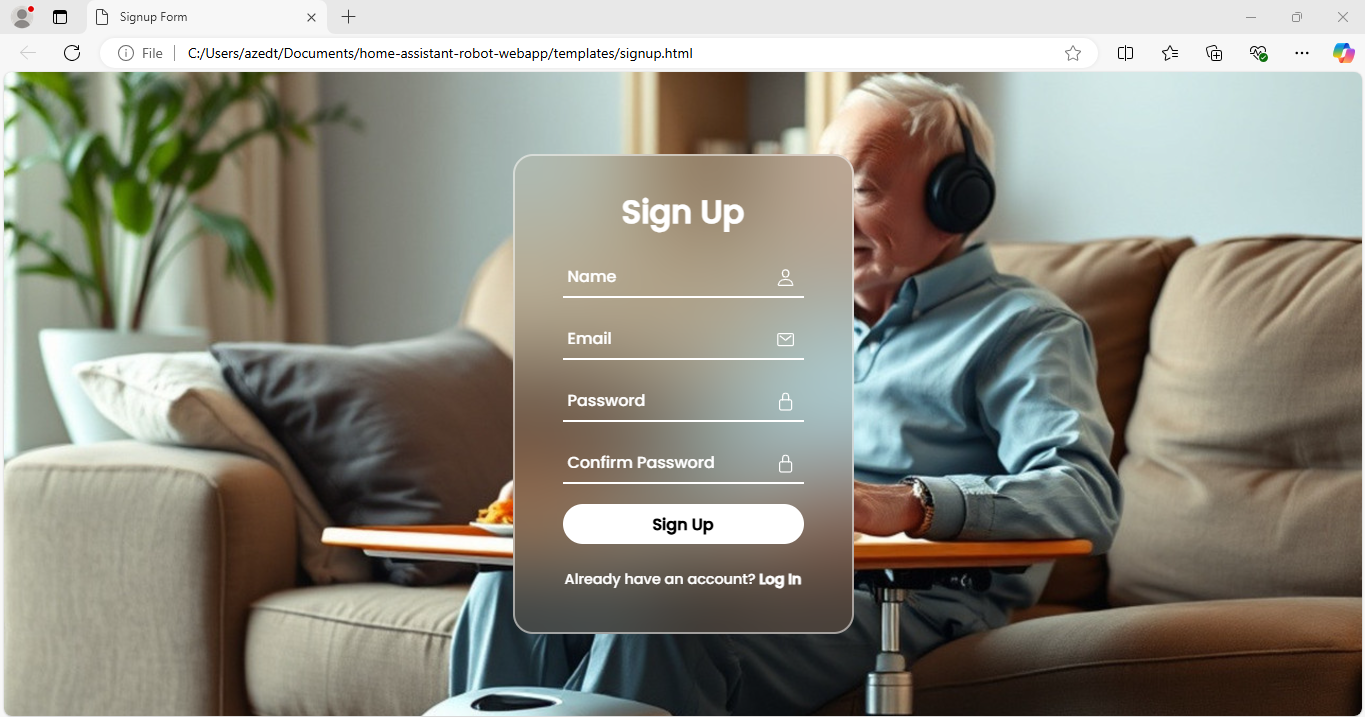 Signup Form
File
C:/Users/azedt/Documents/home-assistant-robot-webapp/templates/signup.html
Sign Up
Name
Email
Password
Confirm Password
Sign Up
Already have an account? Log In